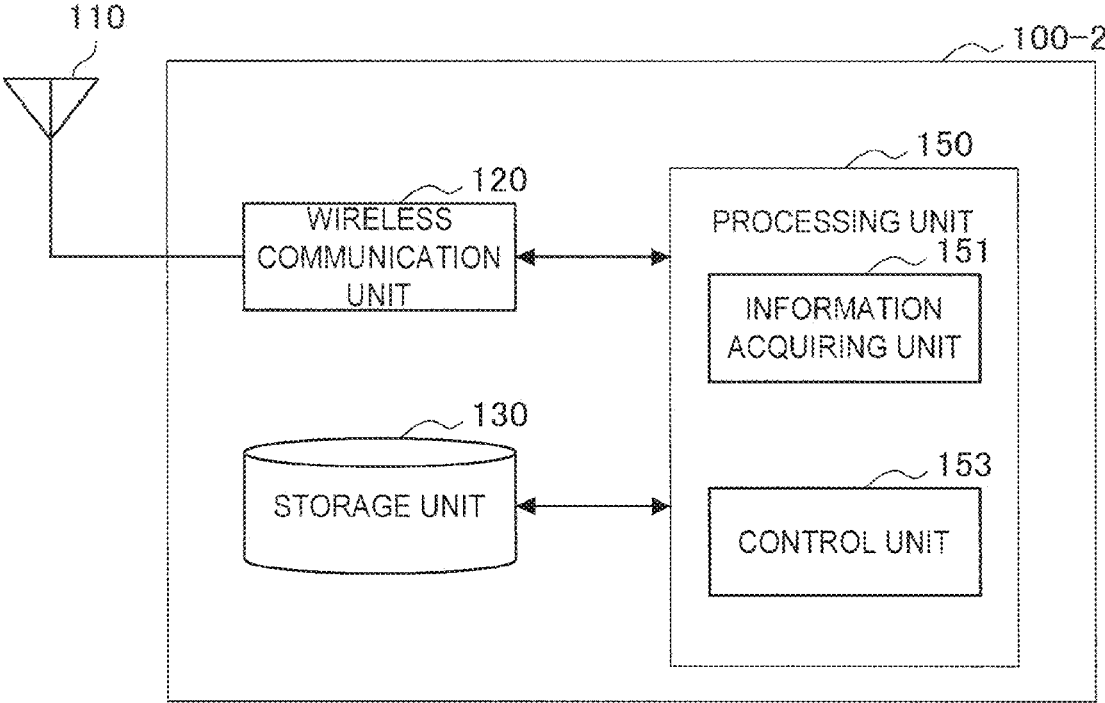 110
100-2
150
120
WIRELESS
COMMUNICATION
UNIT
PROCESSING UNIT
151
INFORMATION
ACQUIRING UNIT
130
STORAGE UNIT
153
CONTROL UNIT